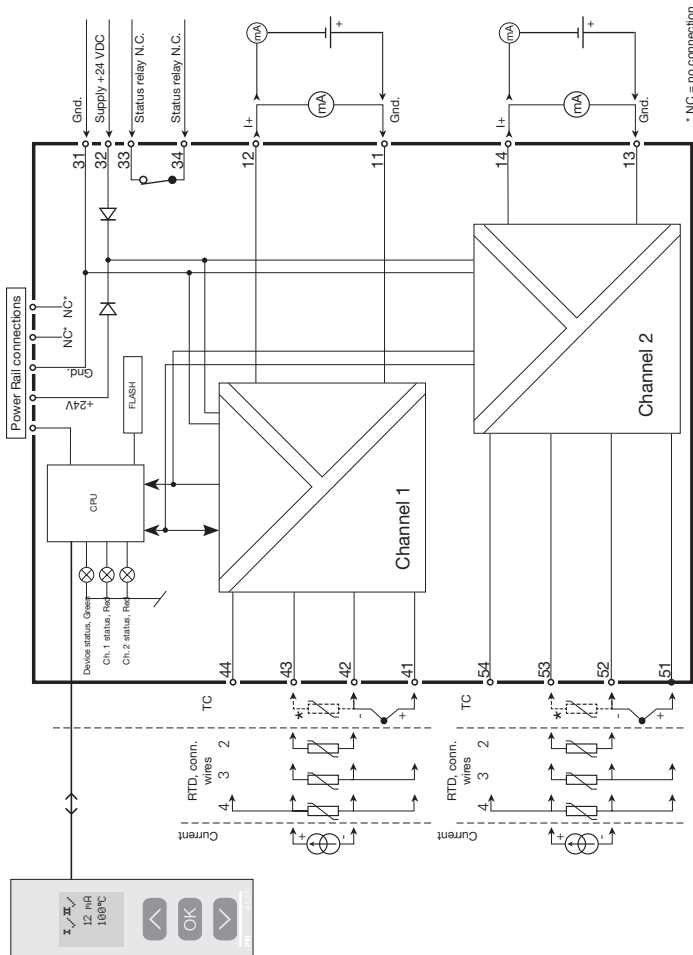 Gnd.
Supply +24 VDC
Status relay N.C.
Status relay N.C.
31
32
33
34
12
11
14
13
I+
mA
mA
+
Gnd.
I+
mA
mA
+
Gnd.
* NC = no connection
Power Rail connections
+24V
Gnd.
NC*
NC*
FLASH
CPU
Device status, Green
Ch. 1 status, Red
Ch. 2 status, Red
Channel 1
Channel 2
44
43
42
41
54
53
52
51
TC
*
-
+
RTD, conn.
wires
2
3
4
Current
+
-
TC
*
-
+
RTD, conn.
wires
2
3
4
Current
+
-
I
II
12 mA
100°C
OK
PR